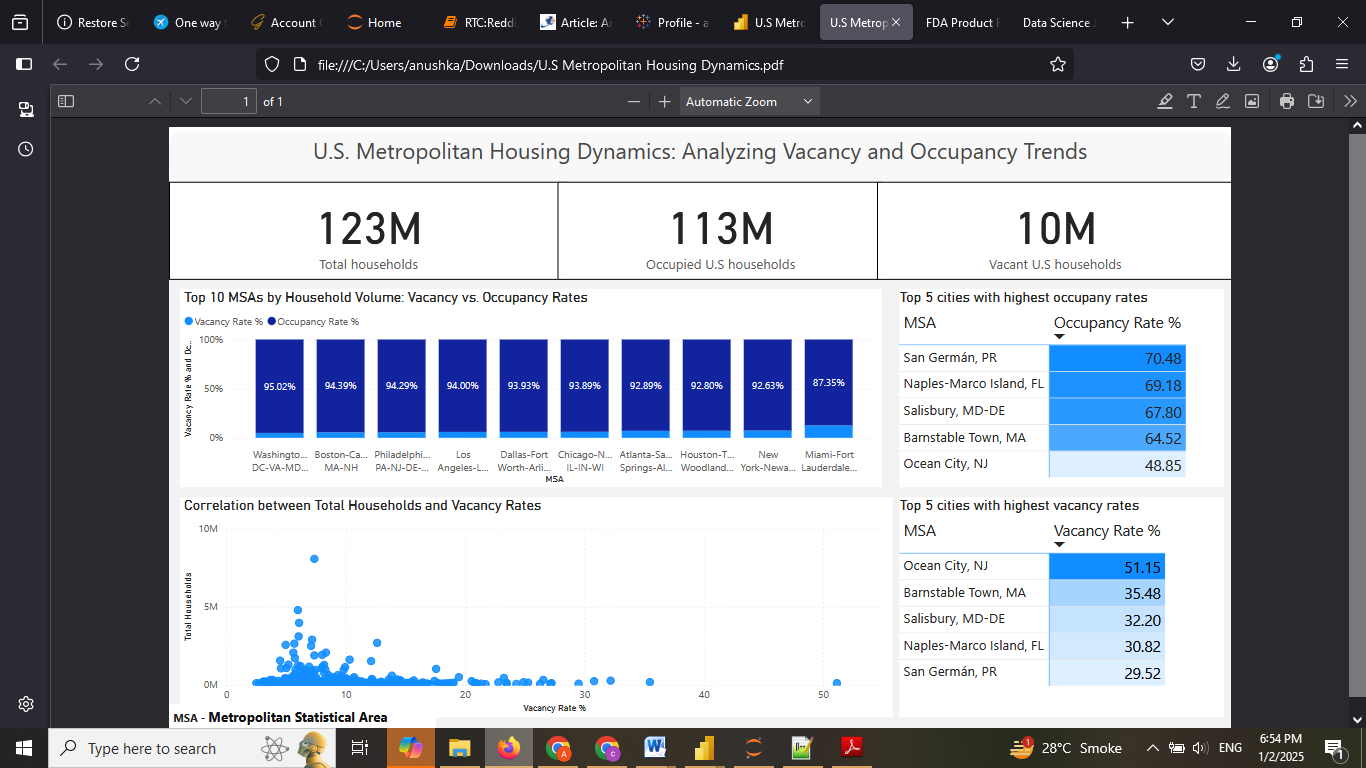 Restore S
One way f
Account C
Home
RTC:Reddi
Article: Ar
Profile - a
U.S Metro
U.S Metrop
FDA Product R
Data Science J
file:///C:/Users/anushka/Downloads/U.S Metropolitan Housing Dynamics.pdf
1 of 1
Automatic Zoom
U.S. Metropolitan Housing Dynamics: Analyzing Vacancy and Occupancy Trends
123M
Total households
113M
Occupied U.S households
10M
Vacant U.S households
Top 10 MSAs by Household Volume: Vacancy vs. Occupancy Rates
Vacancy Rate % Occupancy Rate %
Vacancy Rate % and Oc...
100%
50%
0%
95.02% 94.39% 94.29% 94.00% 93.93% 93.89% 92.89% 92.80% 92.63% 87.35%
Washingto... Boston-Ca... Philadelphi... Los Dallas-Fort Chicago-N... Atlanta-Sa... Houston-T... New Miami-Fort
DC-VA-MD... MA-NH PA-NJ-DE-... Angeles-L... Worth-Arli... IL-IN-WI Springs-Al... Woodland... York-Newa... Lauderdale...
MSA
Top 5 cities with highest occupany rates
MSA Occupancy Rate %
San Germán, PR 70.48
Naples-Marco Island, FL 69.18
Salisbury, MD-DE 67.80
Barnstable Town, MA 64.52
Ocean City, NJ 48.85
Correlation between Total Households and Vacancy Rates
Total Households
10M
5M
0M
0 10 20 30 40 50
Vacancy Rate %
MSA - Metropolitan Statistical Area
Top 5 cities with highest vacancy rates
MSA Vacancy Rate %
Ocean City, NJ 51.15
Barnstable Town, MA 35.48
Salisbury, MD-DE 32.20
Naples-Marco Island, FL 30.82
San Germán, PR 29.52
Type here to search
28°C Smoke
ENG
6:54 PM
1/2/2025
1